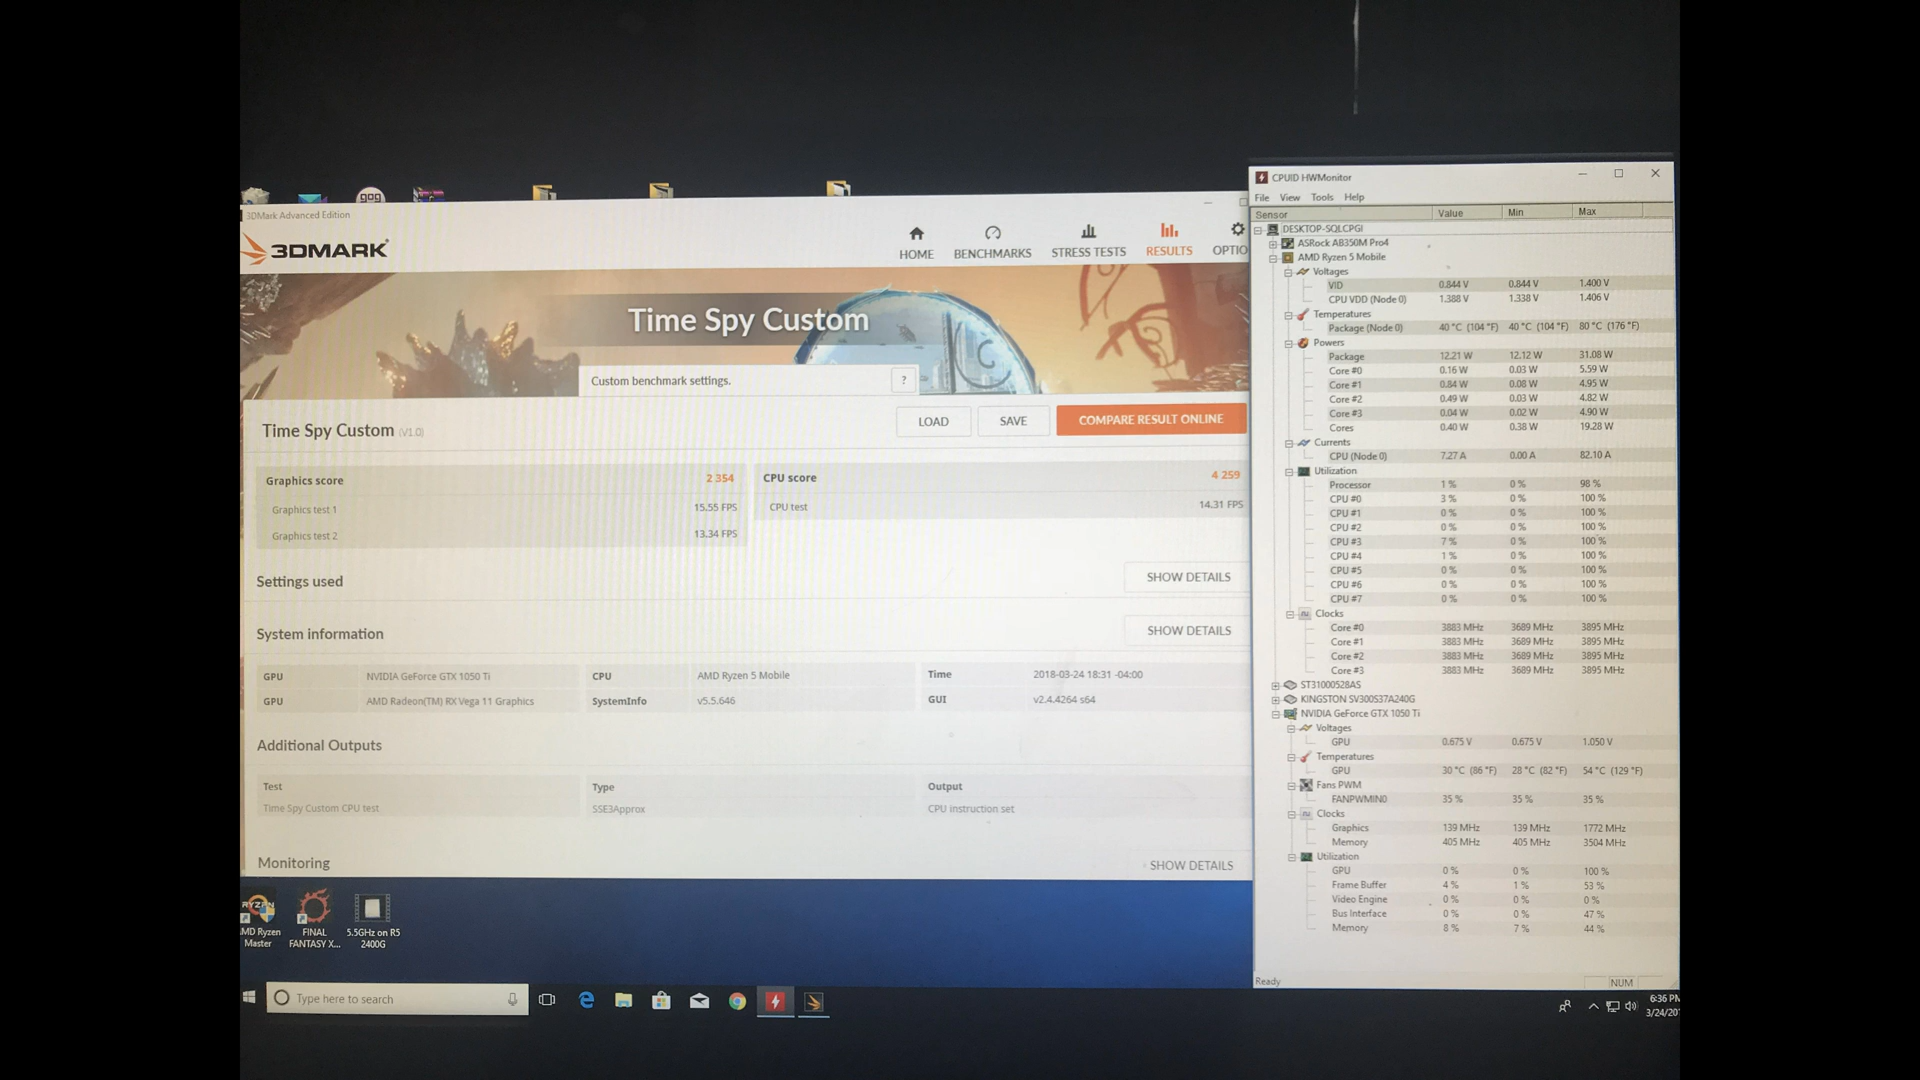 gog
3DMark Advanced Edition
3DMARK
HOME
BENCHMARKS
STRESS TESTS
RESULTS
OPTIO
Time Spy Custom
Custom benchmark settings.
?
Time Spy Custom (V1.0)
LOAD
SAVE
COMPARE RESULT ONLINE
Graphics score 2 354
Graphics test 1 15.55 FPS
Graphics test 2 13.34 FPS
CPU score 4 259
CPU test 14.31 FPS
Settings used
SHOW DETAILS
System information
SHOW DETAILS
GPU NVIDIA GeForce GTX 1050 Ti CPU AMD Ryzen 5 Mobile Time 2018-03-24 18:31 -04:00
GPU AMD Radeon(TM) RX Vega 11 Graphics SystemInfo v5.5.646 GUI v2.4.4264 s64
Additional Outputs
Test Type Output
Time Spy Custom CPU test SSE3Approx CPU instruction set
Monitoring
SHOW DETAILS
CPUID HWMonitor
File View Tools Help
Sensor Value Min Max
DESKTOP-SQLCPGI
ASRock AB350M Pro4
AMD Ryzen 5 Mobile
Voltages
VID 0.844 V 0.844 V 1.400 V
CPU VDD (Node 0) 1.388 V 1.338 V 1.406 V
Temperatures
Package (Node 0) 40 °C (104 °F) 40 °C (104 °F) 80 °C (176 °F)
Powers
Package 12.21 W 12.12 W 31.08 W
Core #0 0.16 W 0.03 W 5.59 W
Core #1 0.84 W 0.08 W 4.95 W
Core #2 0.49 W 0.03 W 4.82 W
Core #3 0.04 W 0.02 W 4.90 W
Cores 0.40 W 0.38 W 19.28 W
Currents
CPU (Node 0) 7.27 A 0.00 A 82.10 A
Utilization
Processor 1 % 0 % 98 %
CPU #0 3 % 0 % 100 %
CPU #1 0 % 0 % 100 %
CPU #2 0 % 0 % 100 %
CPU #3 7 % 0 % 100 %
CPU #4 1 % 0 % 100 %
CPU #5 0 % 0 % 100 %
CPU #6 0 % 0 % 100 %
CPU #7 0 % 0 % 100 %
Clocks
Core #0 3883 MHz 3689 MHz 3895 MHz
Core #1 3883 MHz 3689 MHz 3895 MHz
Core #2 3883 MHz 3689 MHz 3895 MHz
Core #3 3883 MHz 3689 MHz 3895 MHz
ST31000528AS
KINGSTON SV300S37A240G
NVIDIA GeForce GTX 1050 Ti
Voltages
GPU 0.675 V 0.675 V 1.050 V
Temperatures
GPU 30 °C (86 °F) 28 °C (82 °F) 54 °C (129 °F)
Fans PWM
FANPWMIN0 35 % 35 % 35 %
Clocks
Graphics 139 MHz 139 MHz 1772 MHz
Memory 405 MHz 405 MHz 3504 MHz
Utilization
GPU 0 % 0 % 100 %
Frame Buffer 4 % 1 % 53 %
Video Engine 0 % 0 % 0 %
Bus Interface 0 % 0 % 47 %
Memory 8 % 7 % 44 %
Ready
NUM
RYZEN
MD Ryzen
Master
FINAL
FANTASY X...
5.5GHz on R5
2400G
Type here to search
6:36 PM
3/24/20